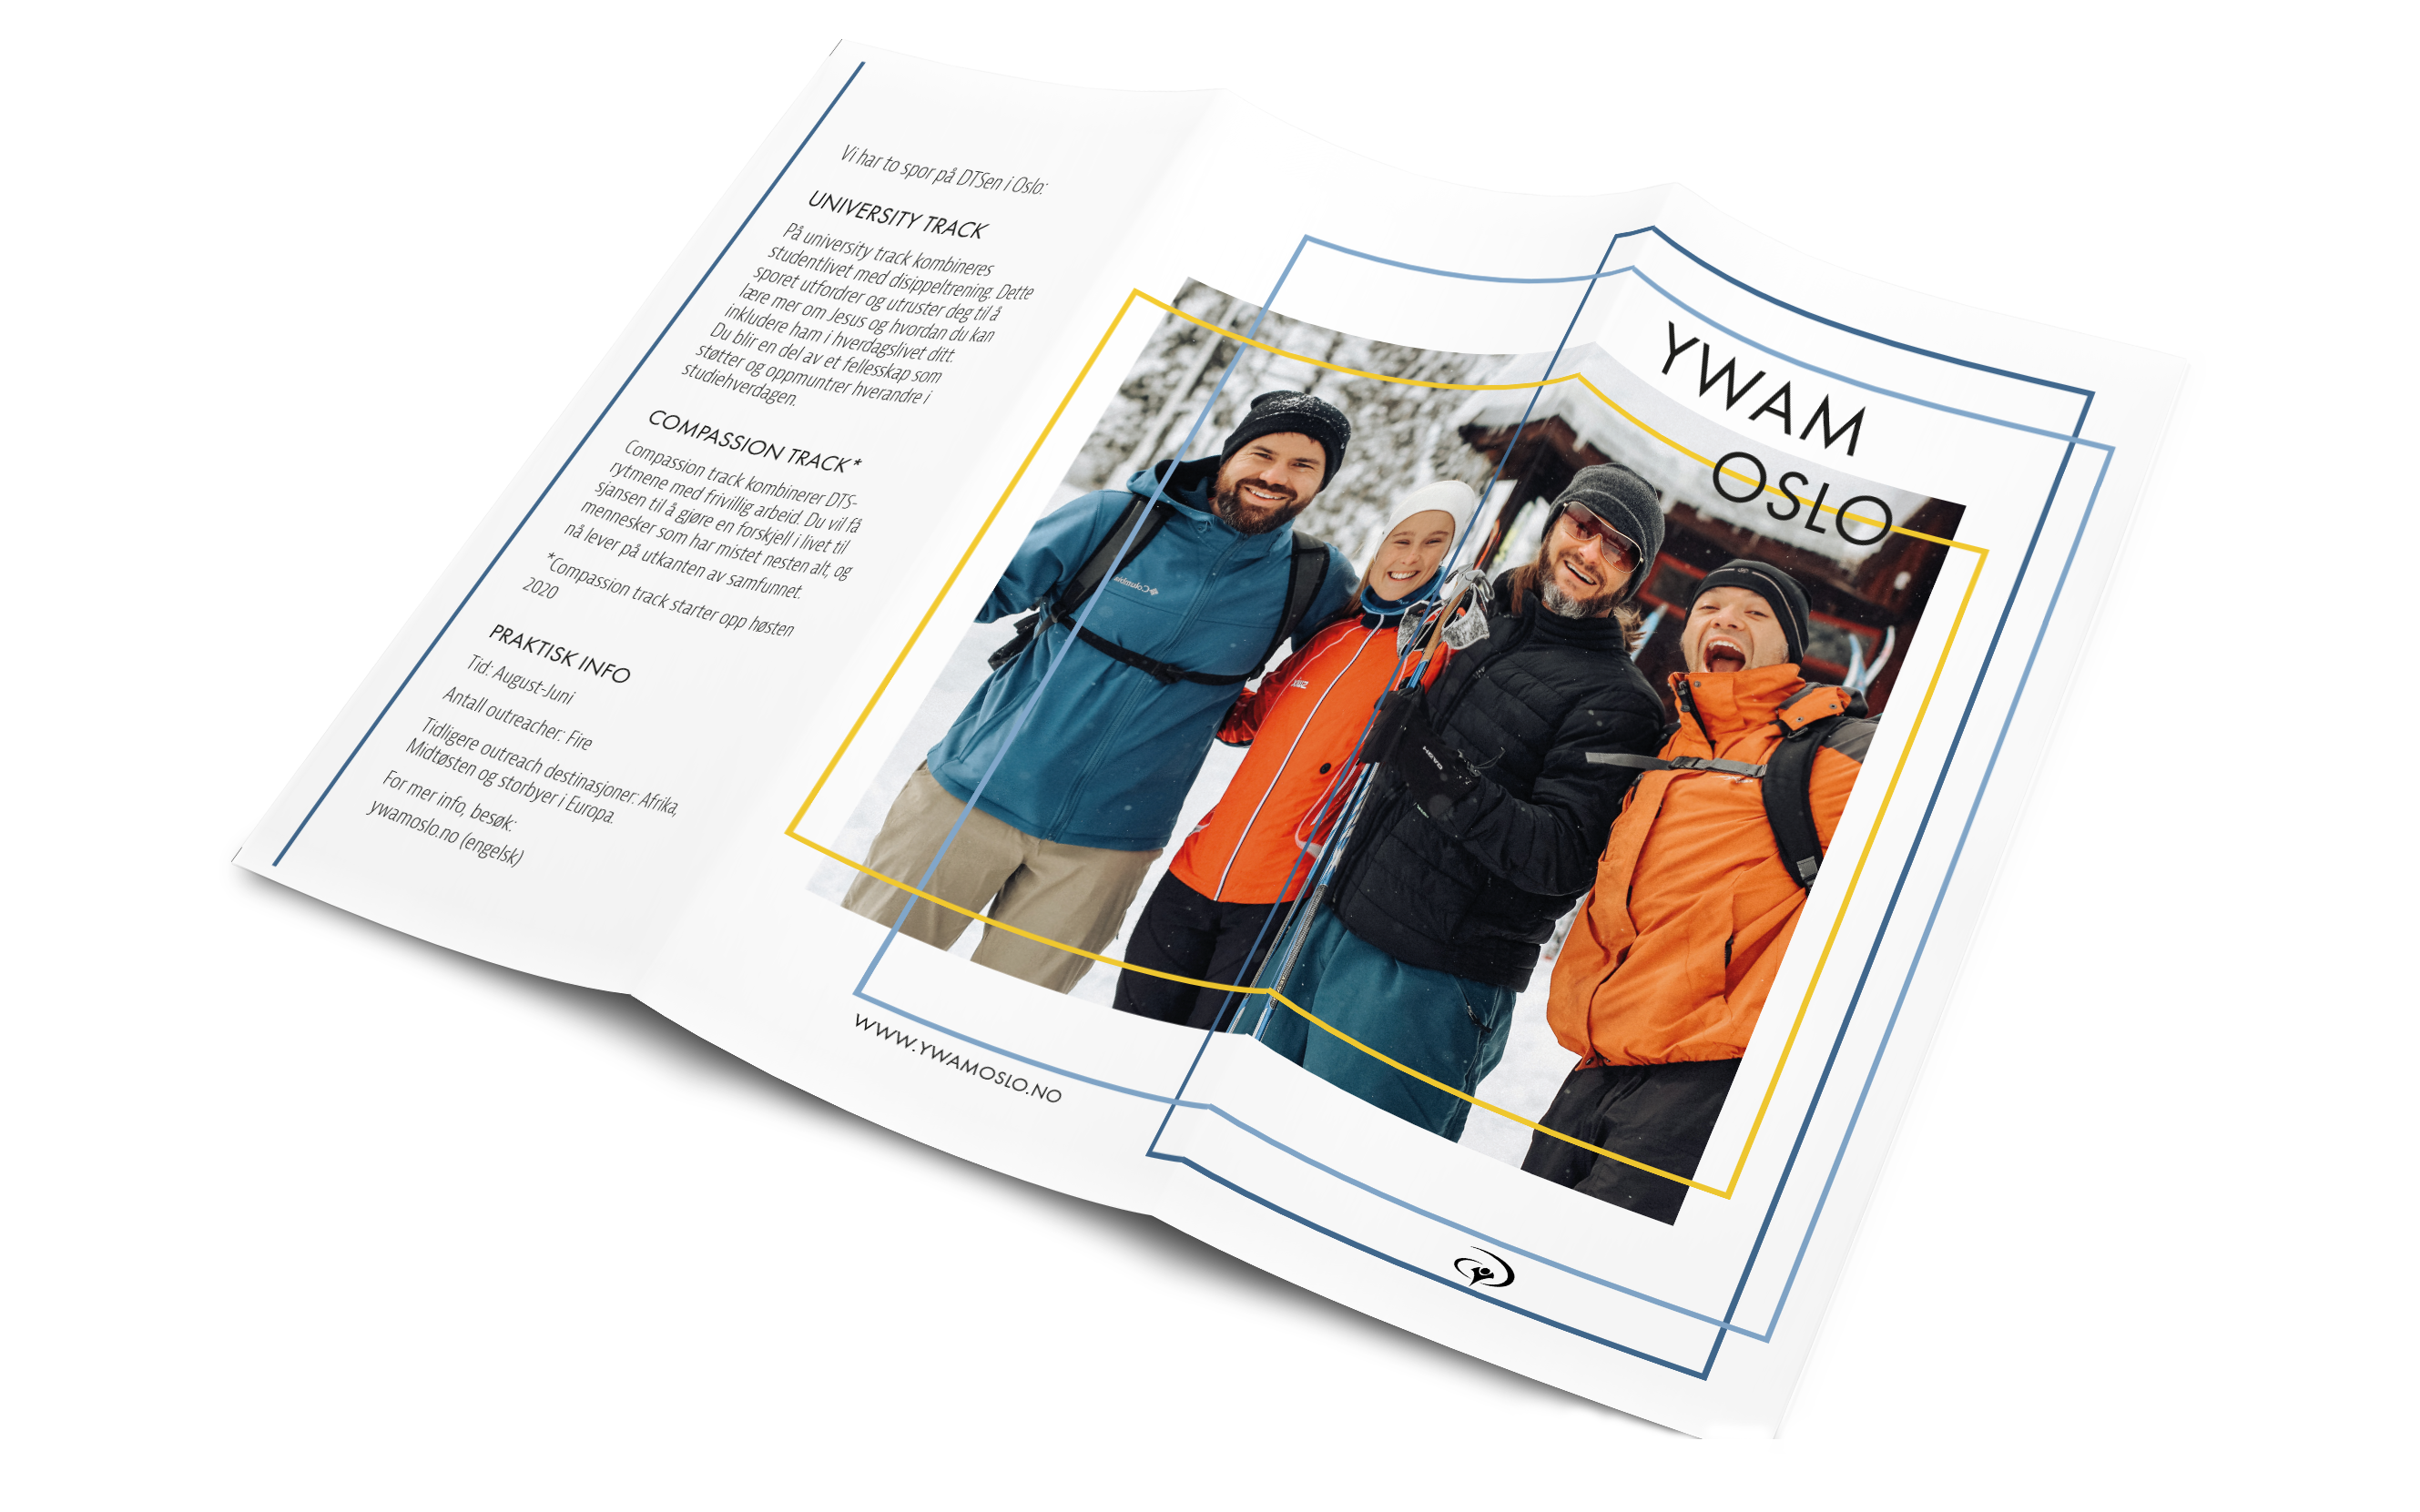 Vi har to spor på DTSen i Oslo:
UNIVERSITY TRACK
På university track kombineres
studentlivet med disippeltrening. Dette
sporet utfordrer og utruster deg til å
lære mer om Jesus og hvordan du kan
inkludere ham i hverdagslivet ditt.
Du blir en del av et fellesskap som
støtter og oppmuntrer hverandre i
studiehverdagen.
COMPASSION TRACK*
Compassion track kombinerer DTS-
rytmene med frivillig arbeid. Du vil få
sjansen til å gjøre en forskjell i livet til
mennesker som har mistet nesten alt, og
nå lever på utkanten av samfunnet.
*Compassion track starter opp høsten
2020
PRAKTISK INFO
Tid: August-Juni
Antall outreacher: Fire
Tidligere outreach destinasjoner: Afrika,
Midtøsten og storbyer i Europa.
For mer info, besøk:
ywamoslo.no (engelsk)
WWW.YWAMOSLO.NO
YWAM
OSLO
Columbia